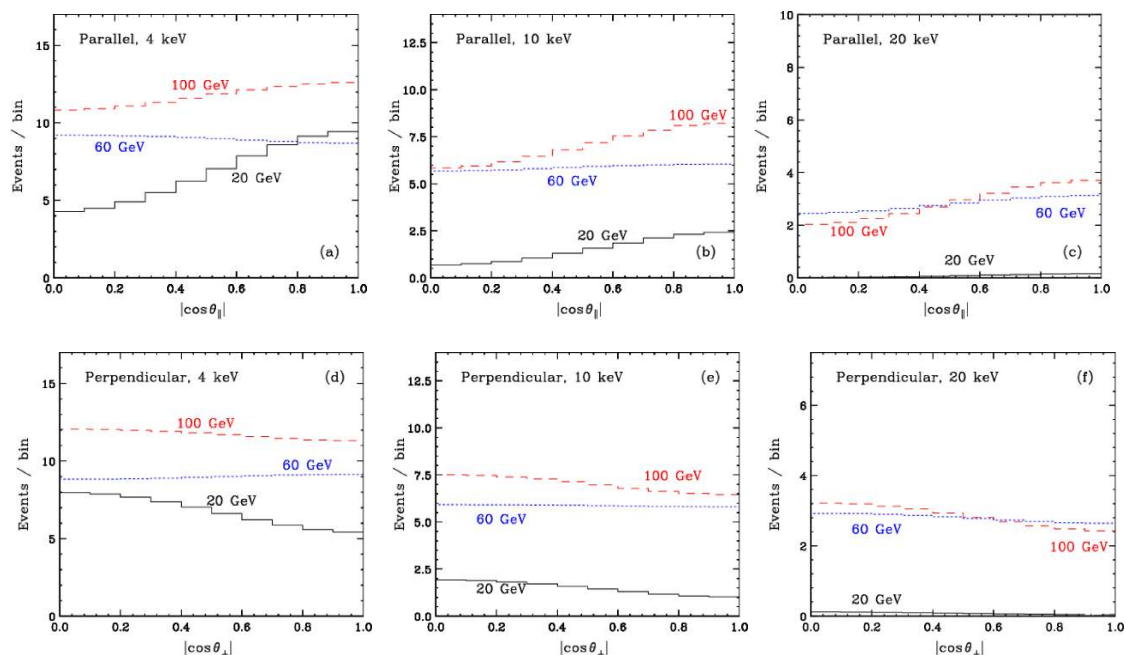 Parallel, 4 keV
100 GeV
60 GeV
20 GeV
(a)
Events / bin
15
10
5
0
0.0 0.2 0.4 0.6 0.8 1.0
|cosθ∥|
Parallel, 10 keV
100 GeV
60 GeV
20 GeV
(b)
Events / bin
12.5
10.0
7.5
5.0
2.5
0.0
0.0 0.2 0.4 0.6 0.8 1.0
|cosθ∥|
Parallel, 20 keV
100 GeV
60 GeV
20 GeV
(c)
Events / bin
10
8
6
4
2
0
0.0 0.2 0.4 0.6 0.8 1.0
|cosθ∥|
Perpendicular, 4 keV
(d)
100 GeV
60 GeV
20 GeV
Events / bin
15
10
5
0
0.0 0.2 0.4 0.6 0.8 1.0
|cosθ⊥|
Perpendicular, 10 keV
(e)
100 GeV
60 GeV
20 GeV
Events / bin
12.5
10.0
7.5
5.0
2.5
0.0
0.0 0.2 0.4 0.6 0.8 1.0
|cosθ⊥|
Perpendicular, 20 keV
(f)
60 GeV
100 GeV
20 GeV
Events / bin
6
4
2
0
0.0 0.2 0.4 0.6 0.8 1.0
|cosθ⊥|